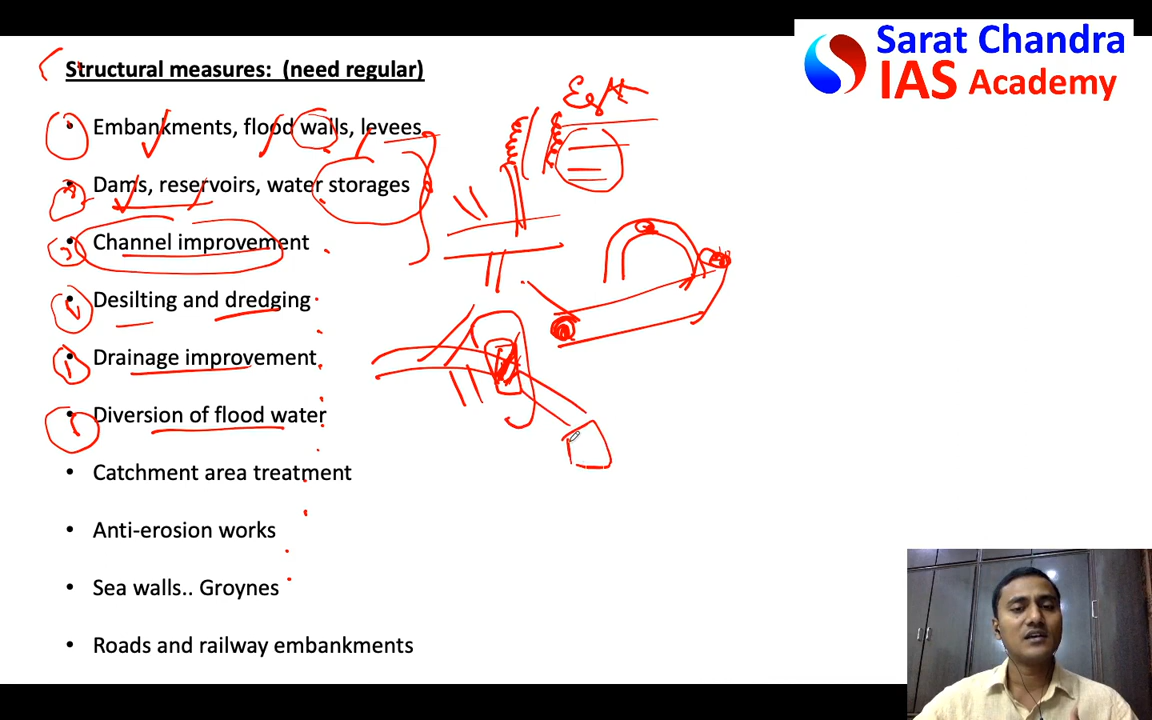 Sarat Chandra
IAS Academy
Structural measures: (need regular)
• Embankments, flood walls, levees
• Dams, reservoirs, water storages
• Channel improvement
• Desilting and dredging
• Drainage improvement
• Diversion of flood water
• Catchment area treatment
• Anti-erosion works
• Sea walls.. Groynes
• Roads and railway embankments